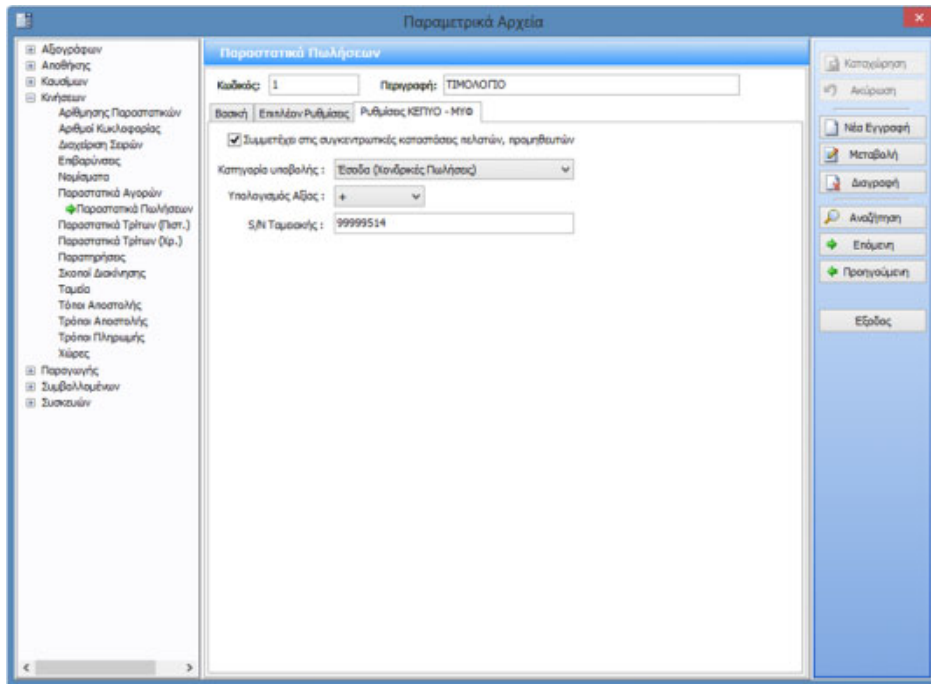 Παραμετρικά Αρχεία
Αξιογράφων
Αποθήκης
Καυσίμων
Κινήσεων
Αρίθμησης Παραστατικών
Αριθμοί Κυκλοφορίας
Διαχείριση Σειρών
Επιβαρύνσεις
Νομίσματα
Παραστατικά Αγορών
Παραστατικά Πωλήσεων
Παραστατικά Τρίτων (Πιστ.)
Παραστατικά Τρίτων (Χρ.)
Παρατηρήσεις
Σκοποί Διακίνησης
Ταμεία
Τόποι Αποστολής
Τρόποι Αποστολής
Τρόποι Πληρωμής
Χώρες
Παραγωγής
Συμβαλλομένων
Συσκευών
Παραστατικά Πωλήσεων
Κωδικός: 1 Περιγραφή: ΤΙΜΟΛΟΓΙΟ
Βασική Επιπλέον Ρυθμίσεις Ρυθμίσεις ΚΕΠΥΟ - ΜΥΦ
Συμμετέχει στις συγκεντρωτικές καταστάσεις πελατών, προμηθευτών
Κατηγορία υποβολής : Έσοδα (Χονδρικές Πωλήσεις)
Υπολογισμός Αξίας : +
S/N Ταμειακής : 99999514
Καταχώρηση
Ακύρωση
Νέα Εγγραφή
Μεταβολή
Διαγραφή
Αναζήτηση
Επόμενη
Προηγούμενη
Έξοδος